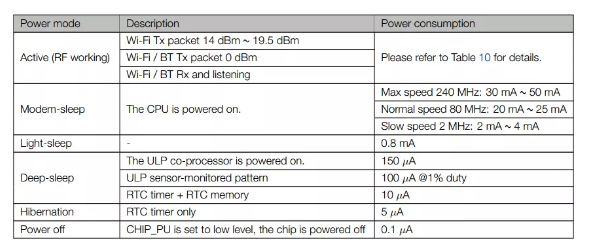 Power mode Description Power consumption
Active (RF working) Wi-Fi Tx packet 14 dBm ~ 19.5 dBm Please refer to Table 10 for details.
Wi-Fi / BT Tx packet 0 dBm
Wi-Fi / BT Rx and listening
Modem-sleep The CPU is powered on. Max speed 240 MHz: 30 mA ~ 50 mA
Normal speed 80 MHz: 20 mA ~ 25 mA
Slow speed 2 MHz: 2 mA ~ 4 mA
Light-sleep - 0.8 mA
Deep-sleep The ULP co-processor is powered on. 150 μA
ULP sensor-monitored pattern 100 μA @1% duty
RTC timer + RTC memory 10 μA
Hibernation RTC timer only 5 μA
Power off CHIP_PU is set to low level, the chip is powered off 0.1 μA